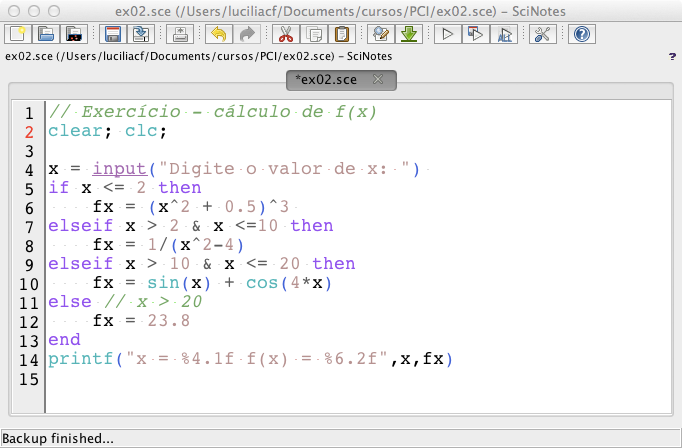 ex02.sce (/Users/luciliacf/Documents/cursos/PCI/ex02.sce) - SciNotes
ex02.sce (/Users/luciliacf/Documents/cursos/PCI/ex02.sce) - SciNotes ?
*ex02.sce
1 // Exercício - cálculo de f(x)
2 clear; clc;
3
4 x = input("Digite o valor de x: ")
5 if x <= 2 then
6     fx = (x^2 + 0.5)^3
7 elseif x > 2 & x <=10 then
8     fx = 1/(x^2-4)
9 elseif x > 10 & x <= 20 then
10     fx = sin(x) + cos(4*x)
11 else // x > 20
12     fx = 23.8
13 end
14 printf("x = %4.1f f(x) = %6.2f",x,fx)
15
Backup finished...